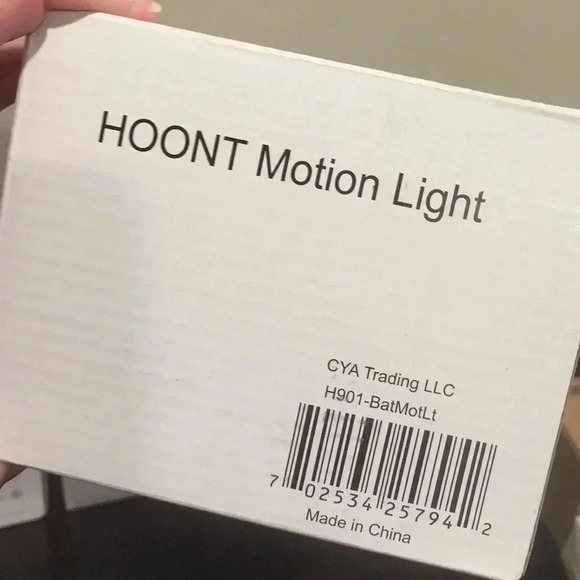 HOONT Motion Light
CYA Trading LLC
H901-BatMotLt
7 02534 25794 2
Made in China